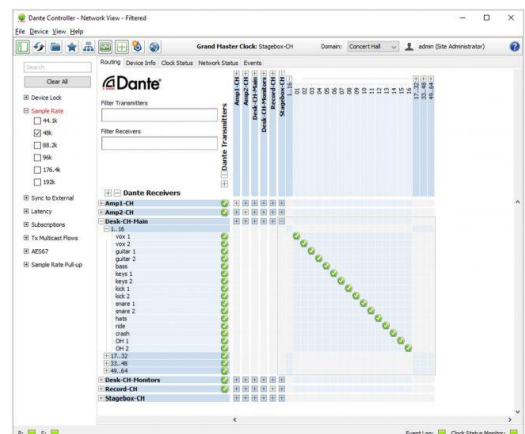 Dante Controller - Network View - Filtered
File Device View Help
Grand Master Clock: Stagebox-CH
Domain: Concert Hall
admin (Site Administrator)
Search
Clear All
Device Lock
Sample Rate
44.1k
48k
88.2k
96k
176.4k
192k
Sync to External
Latency
Subscriptions
Tx Multicast Flows
AES67
Sample Rate Pull-up
Routing Device Info Clock Status Network Status Events
Dante
Filter Transmitters
Filter Receivers
Dante Transmitters
Amp1-CH
Amp2-CH
Desk-CH-Main
Desk-CH-Monitors
Record-CH
Stagebox-CH
1..16
01
02
03
04
05
06
07
08
09
10
11
12
13
14
15
16
17..32
33..48
49..64
Dante Receivers
Amp1-CH
Amp2-CH
Desk-CH-Main
1..16
vox 1
vox 2
guitar 1
guitar 2
bass
keys 1
keys 2
kick 1
kick 2
snare 1
snare 2
hats
ride
crash
OH 1
OH 2
17..32
33..48
49..64
Desk-CH-Monitors
Record-CH
Stagebox-CH
P: S:
Event Log: Clock Status Monitor: